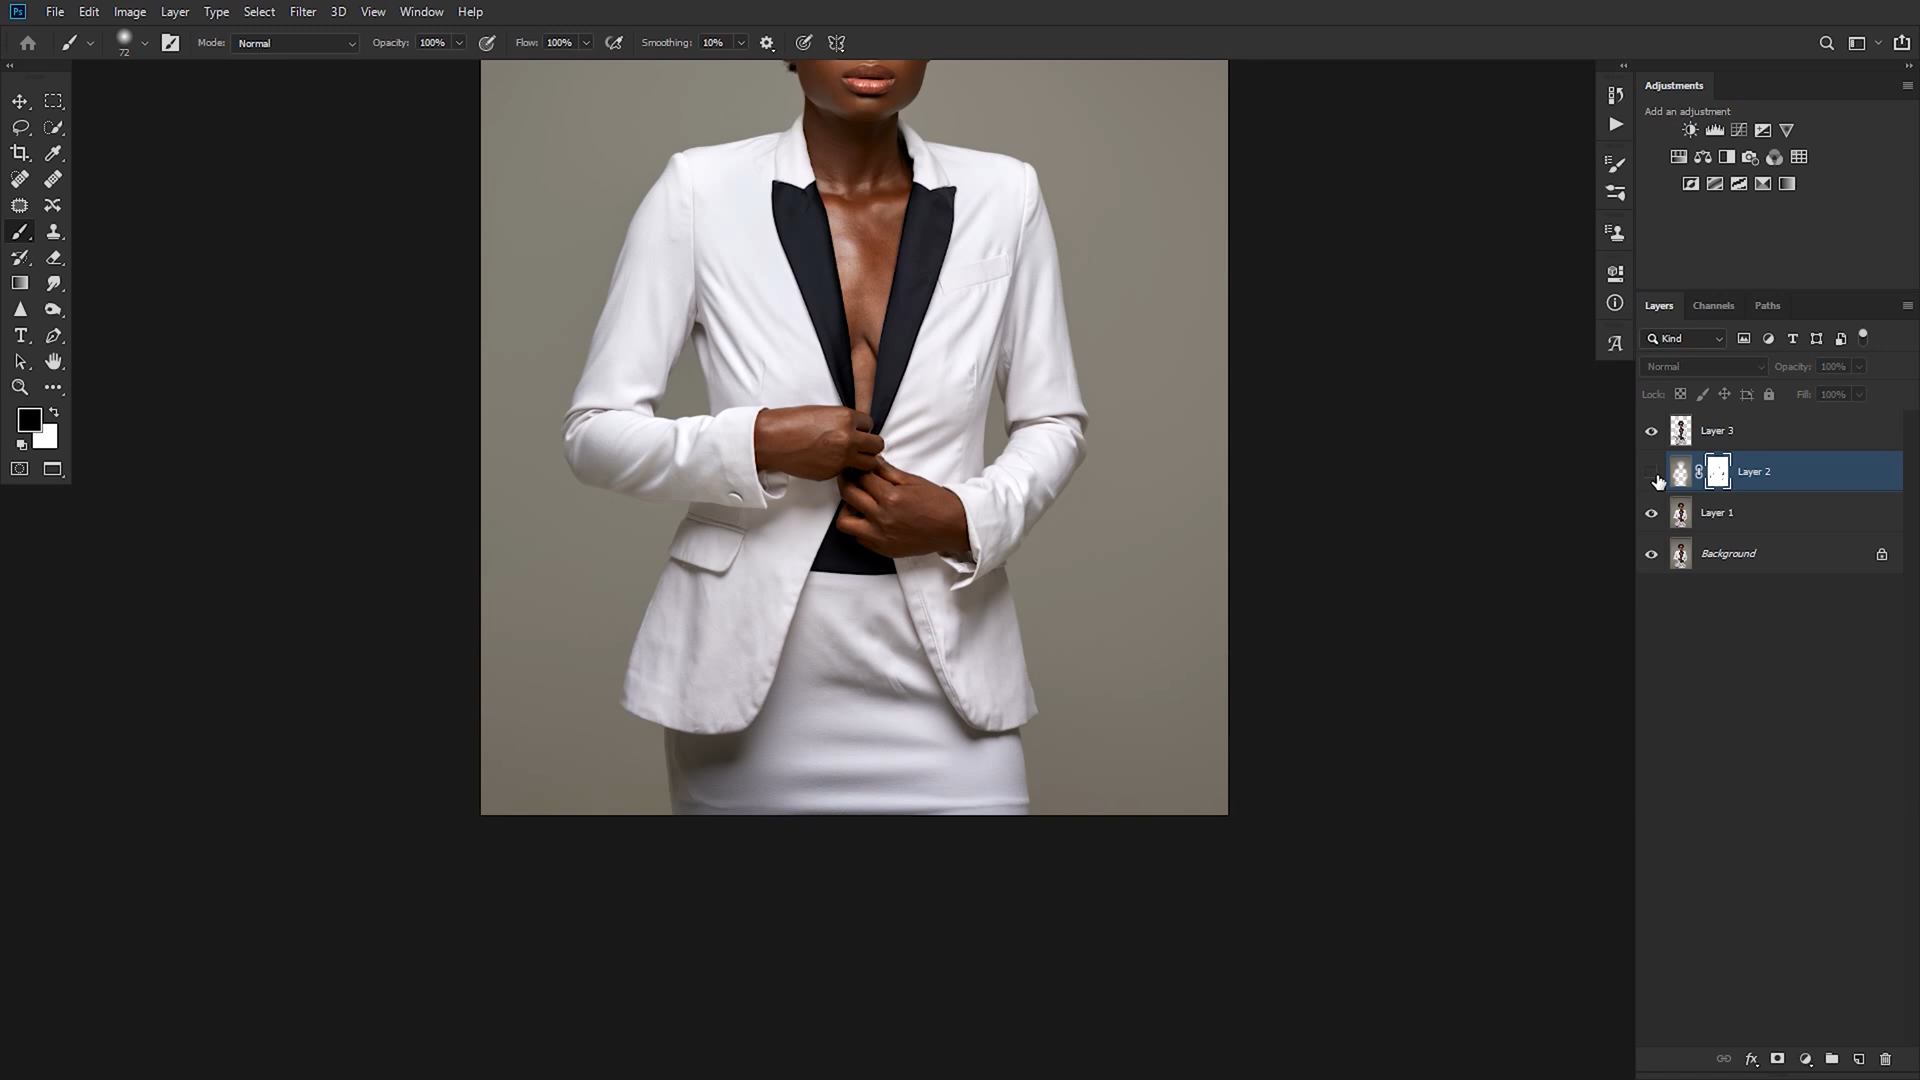 Ps File Edit Image Layer Type Select Filter 3D View Window Help
72 Mode: Normal Opacity: 100% Flow: 100% Smoothing: 10%
Adjustments
Add an adjustment
Layers Channels Paths
Kind
Normal Opacity: 100%
Lock: Fill: 100%
Layer 3
Layer 2
Layer 1
Background
fx